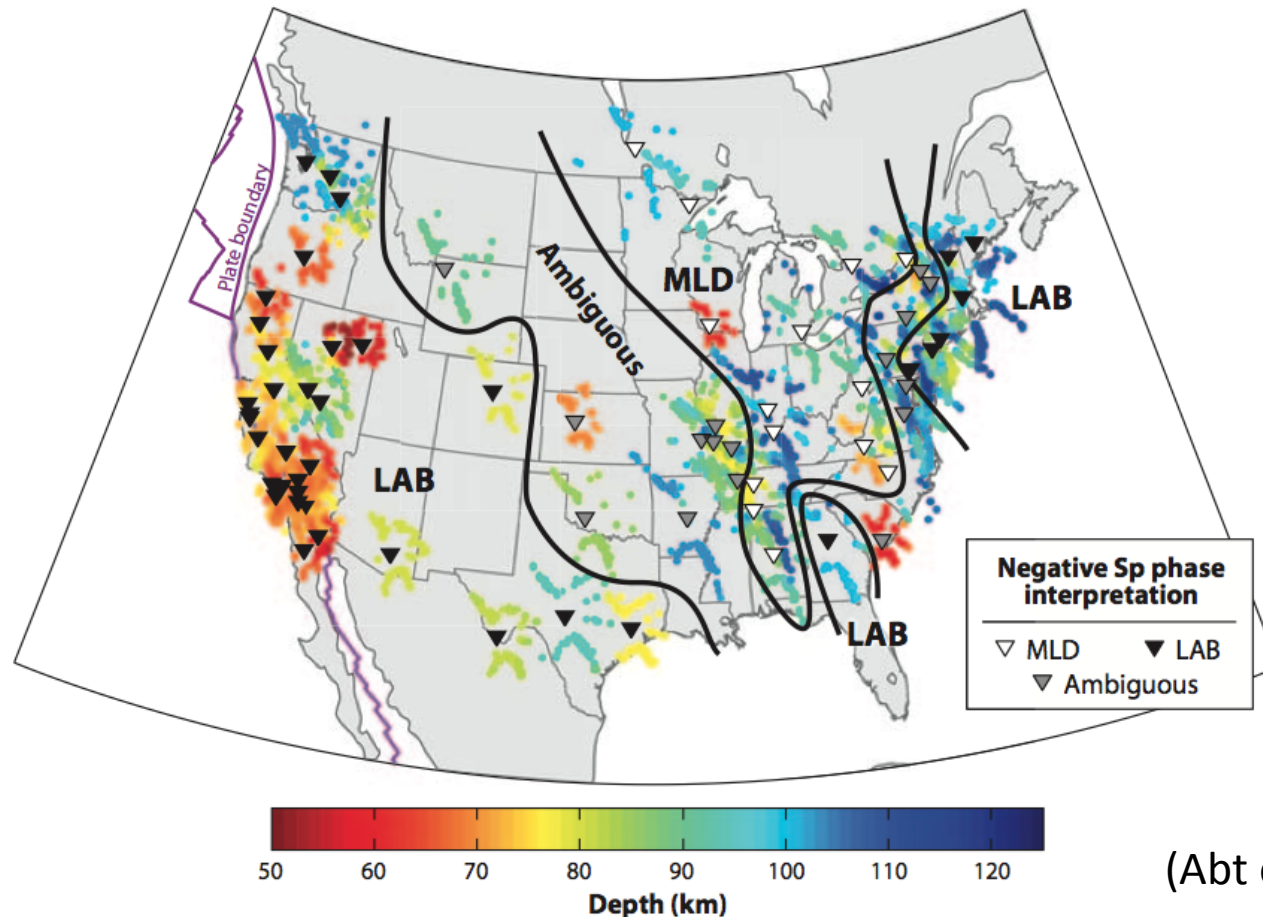 Plate boundary
Ambiguous
MLD
LAB
LAB
LAB
Negative Sp phase
interpretation
MLD LAB
Ambiguous
50 60 70 80 90 100 110 120
Depth (km)
(Abt